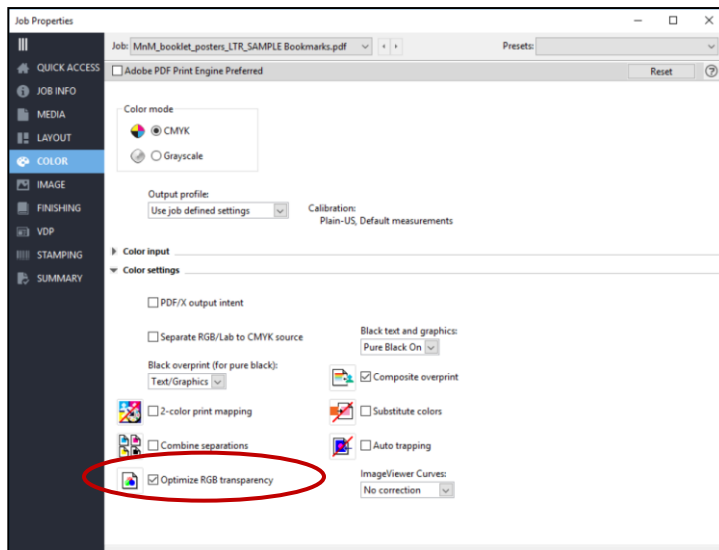 Job Properties
Job: MnM_booklet_posters_LTR_SAMPLE Bookmarks.pdf Presets:
QUICK ACCESS
Adobe PDF Print Engine Preferred Reset ?
JOB INFO
MEDIA
LAYOUT
COLOR
IMAGE
FINISHING
VDP
STAMPING
SUMMARY
Color mode
CMYK
Grayscale
Output profile:
Use job defined settings
Calibration:
Plain-US, Default measurements
Color input
Color settings
PDF/X output intent
Separate RGB/Lab to CMYK source
Black text and graphics:
Pure Black On
Black overprint (for pure black):
Text/Graphics
Composite overprint
2-color print mapping
Substitute colors
Combine separations
Auto trapping
Optimize RGB transparency
ImageViewer Curves:
No correction